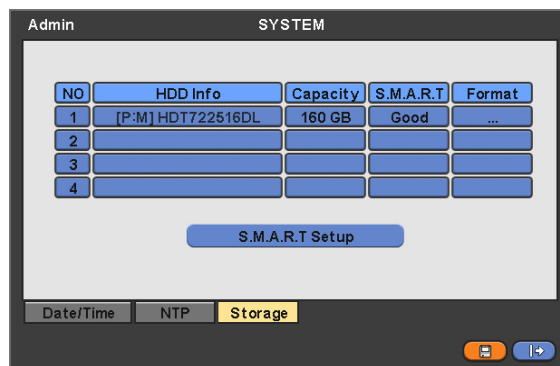 Admin SYSTEM
NO HDD Info Capacity S.M.A.R.T Format
1 [P:M] HDT722516DL 160 GB Good ...
2
3
4
S.M.A.R.T Setup
Date/Time NTP Storage